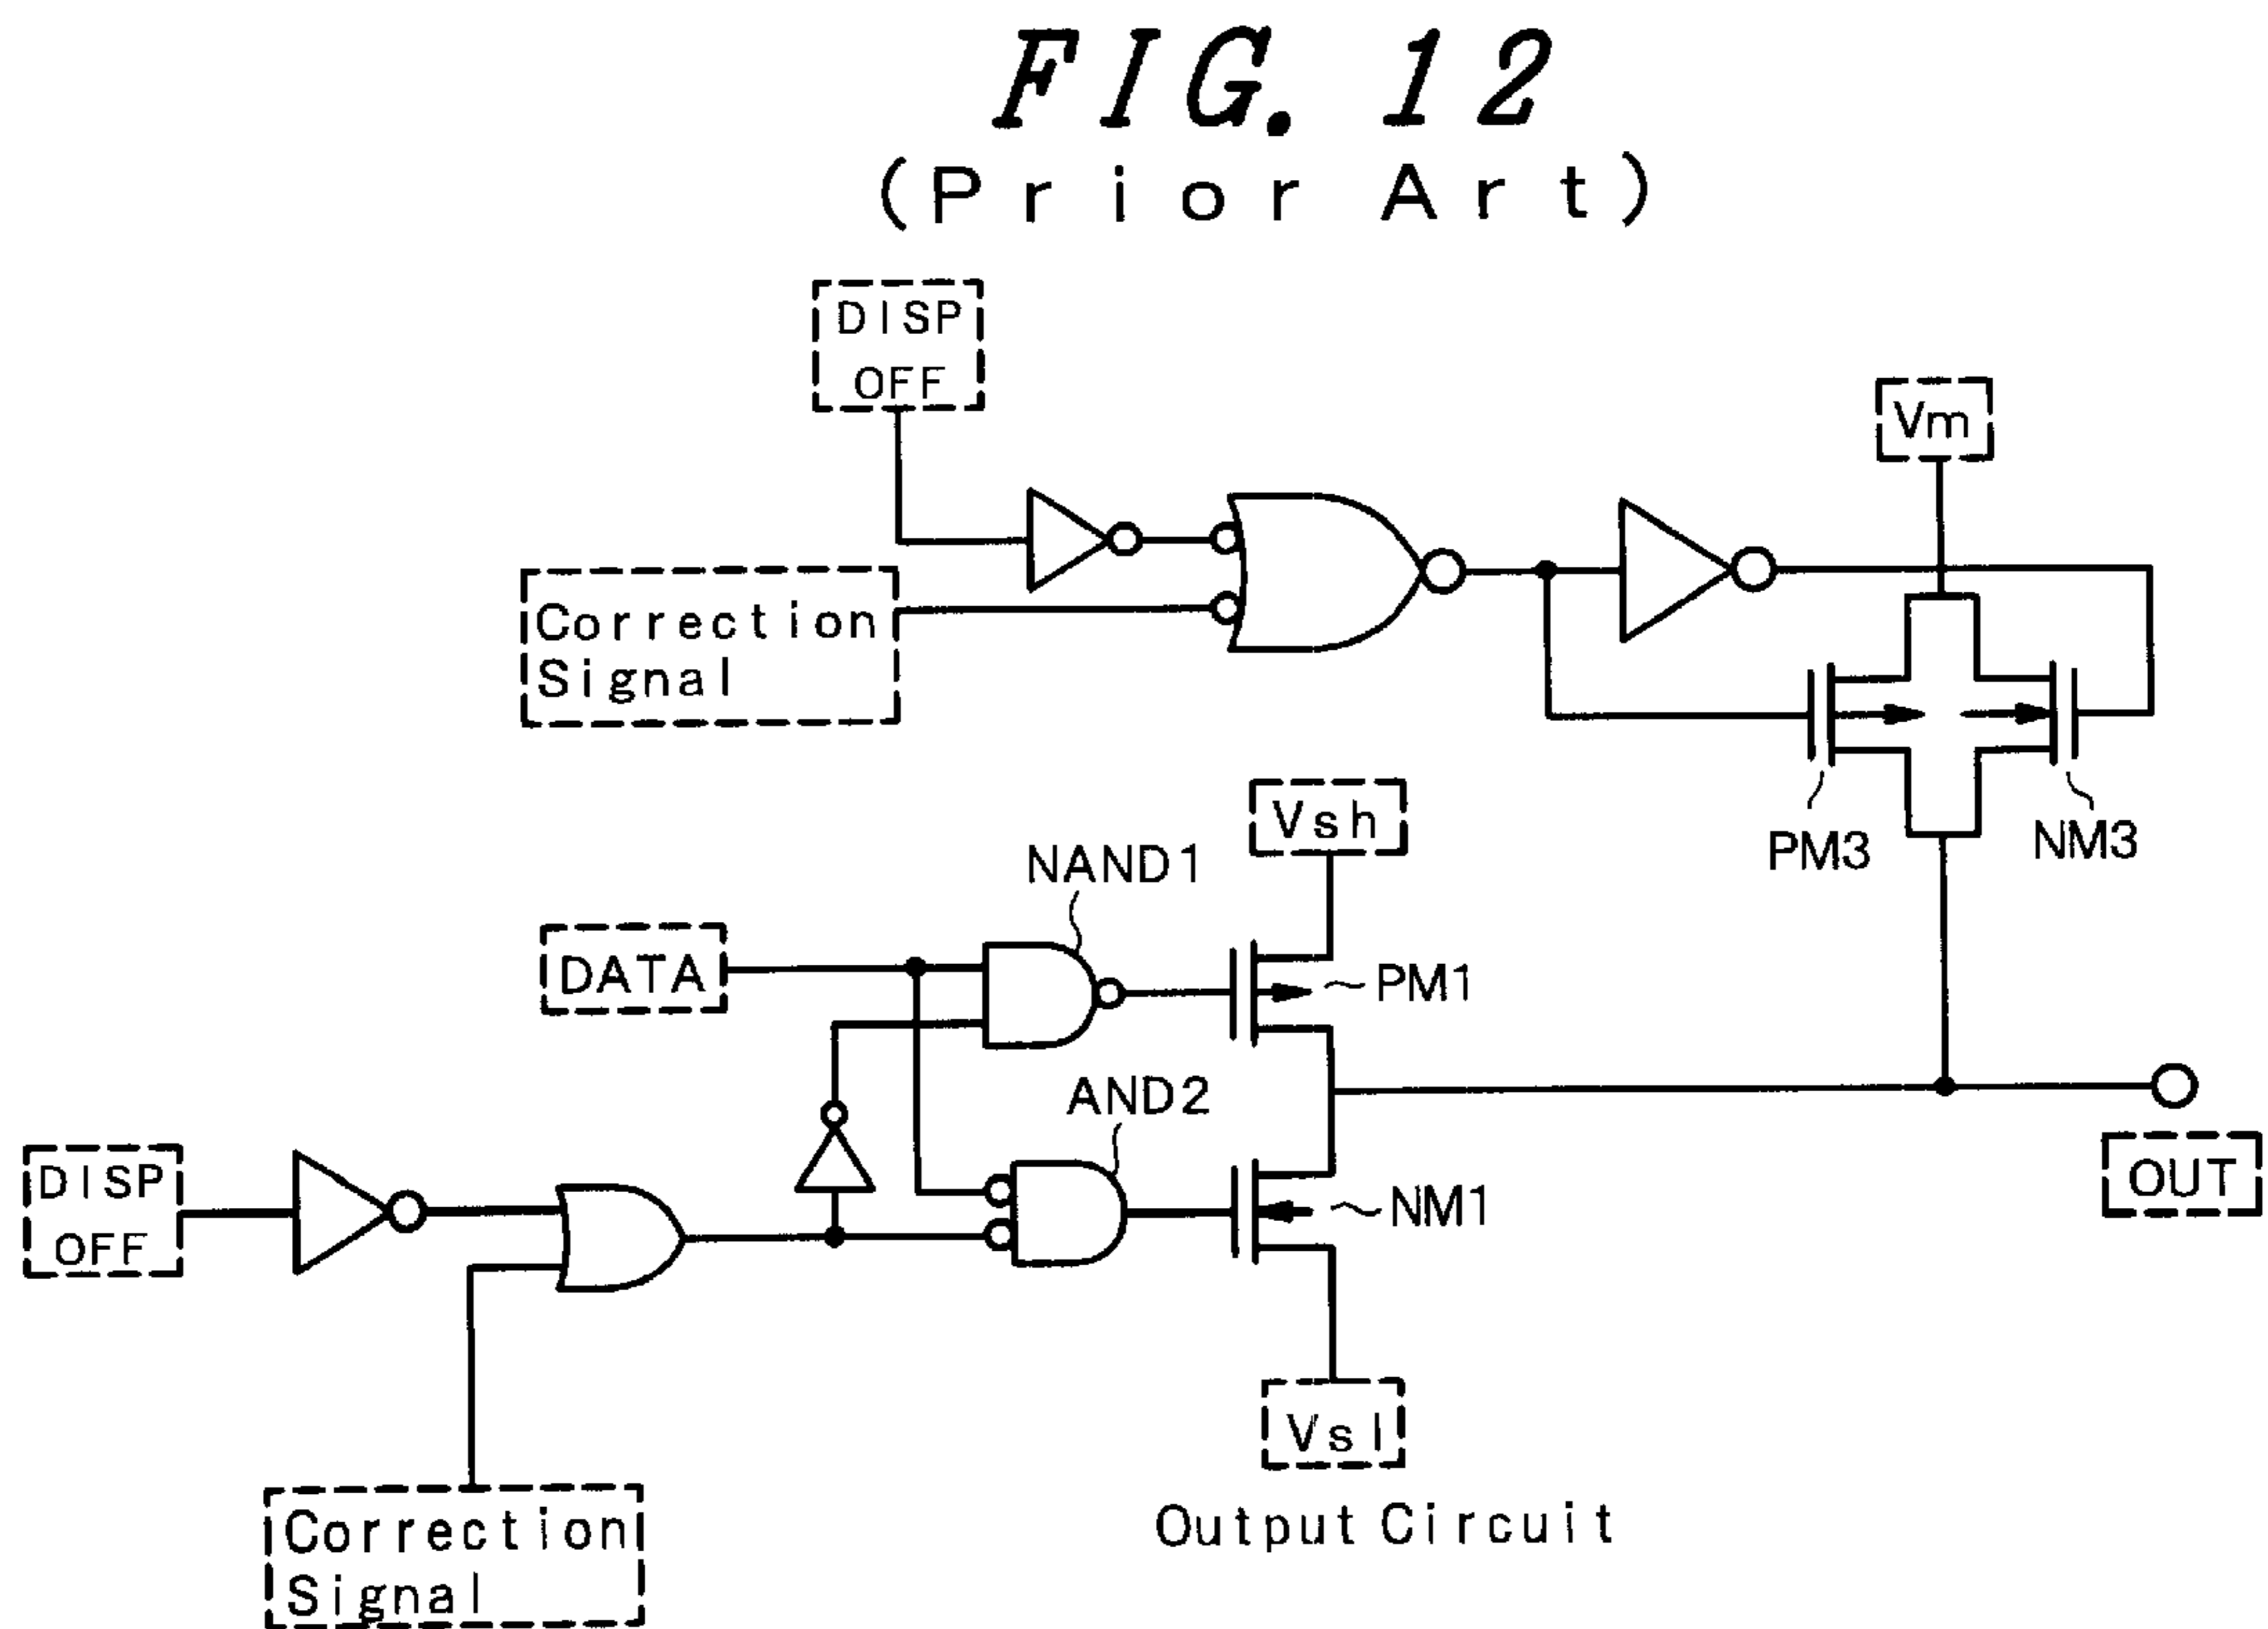 FIG. 12
(Prior Art)
DISP
OFF
Vm
Correction
Signal
Vsh
PM3
NM3
NAND1
DATA
~PM1
AND2
DISP
OFF
~NM1
OUT
Vsl
Correction
Signal
Output Circuit